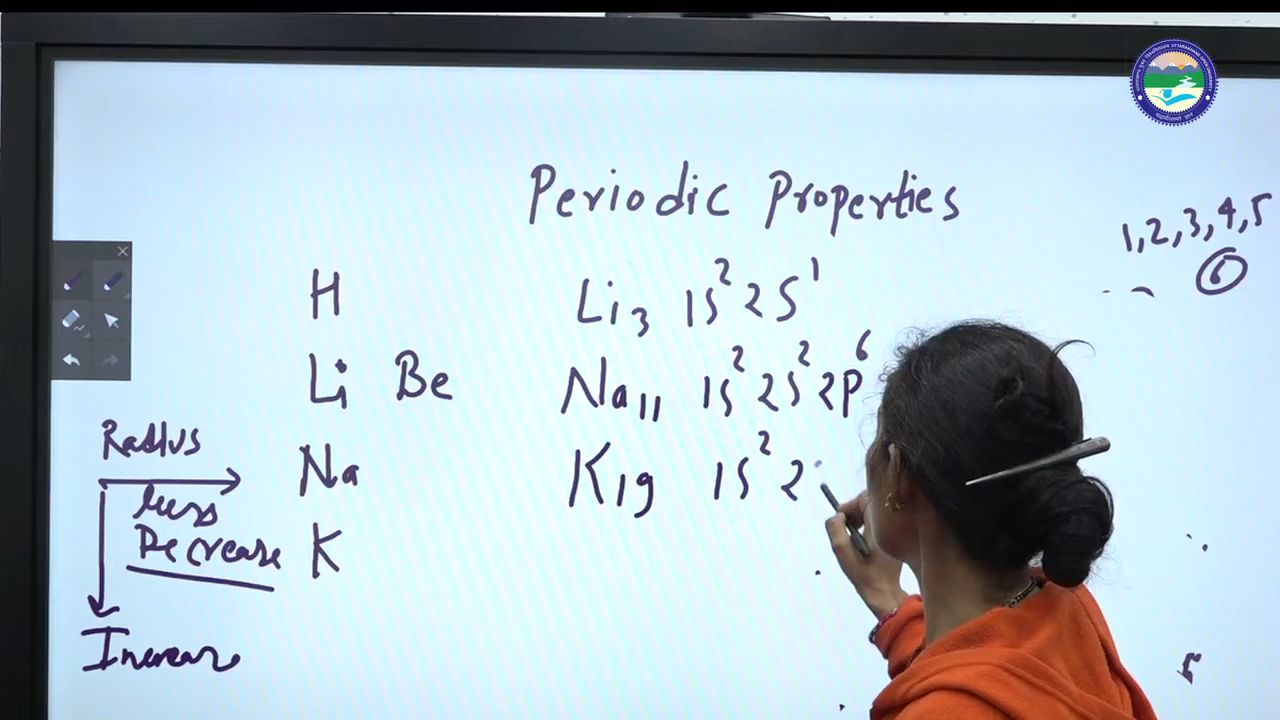 Periodic Properties
1,2,3,4,5
6
H
Li₃ 1s² 2s¹
Li Be
Na₁₁ 1s² 2s² 2p⁶
Radius
Na
K₁₉ 1s² 2
less
Decrease
K
Increase